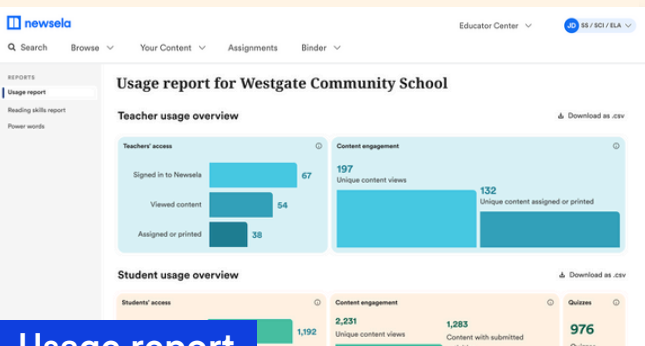 newsela
Educator Center
JD SS / SCI / ELA
Search Browse Your Content Assignments Binder
REPORTS
Usage report
Reading skills report
Power words
Usage report for Westgate Community School
Teacher usage overview
Download as .csv
Teachers' access
Signed in to Newsela 67
Viewed content 54
Assigned or printed 38
Content engagement
197
Unique content views
132
Unique content assigned or printed
Student usage overview
Download as .csv
Students' access
1,192
Content engagement
2,231
Unique content views
1,283
Content with submitted
Quizzes
976
Usage report